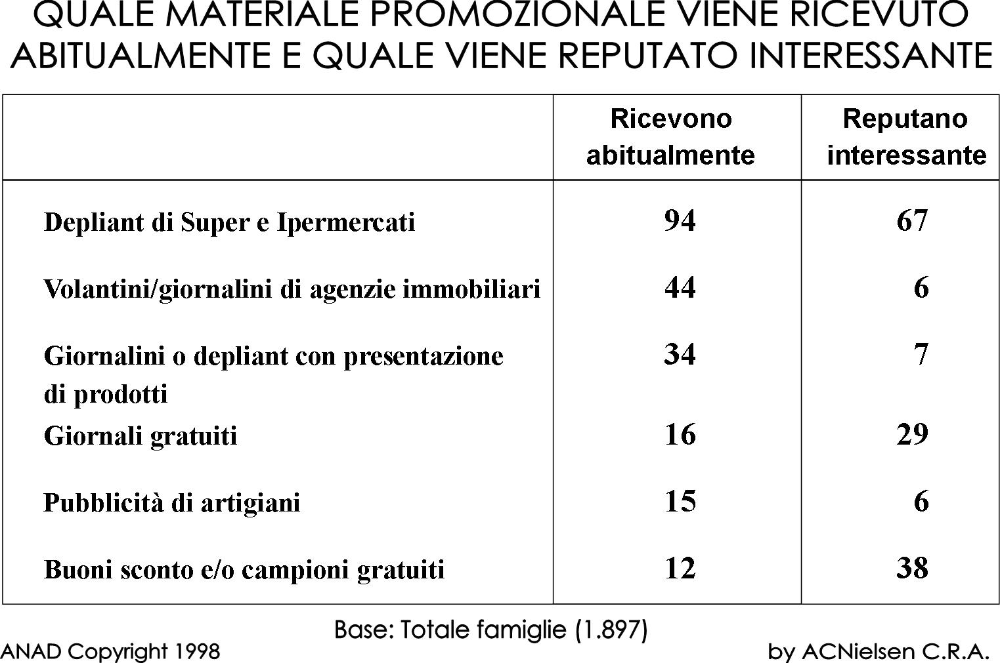 QUALE MATERIALE PROMOZIONALE VIENE RICEVUTO
ABITUALMENTE E QUALE VIENE REPUTATO INTERESSANTE
Ricevono Reputano
abitualmente interessante
Depliant di Super e Ipermercati 94 67
Volantini/giornalini di agenzie immobiliari 44 6
Giornalini o depliant con presentazione 34 7
di prodotti
Giornali gratuiti 16 29
Pubblicità di artigiani 15 6
Buoni sconto e/o campioni gratuiti 12 38
Base: Totale famiglie (1.897)
ANAD Copyright 1998 by ACNielsen C.R.A.